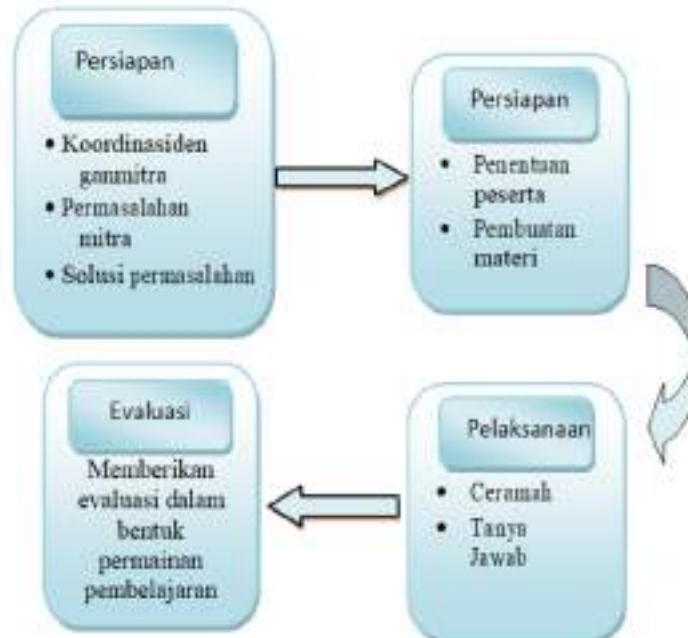 Persiapan
• Koordinasiden
ganmitra
• Permasalahan
mitra
• Solusi permasalahan
Persiapan
• Penentuan
peserta
• Pembuatan
materi
Pelaksanaan
• Ceramah
• Tanya
Jawab
Evaluasi
Memberikan
evaluasi dalam
bentuk
permainan
pembelajaran